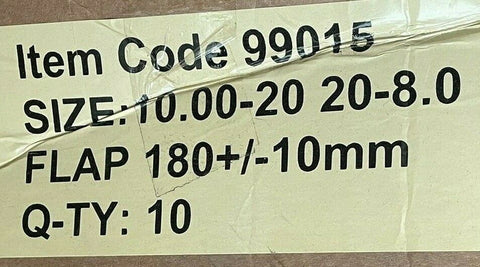 Item Code 99015
SIZE:10.00-20 20-8.0
FLAP 180+/-10mm
Q-TY: 10